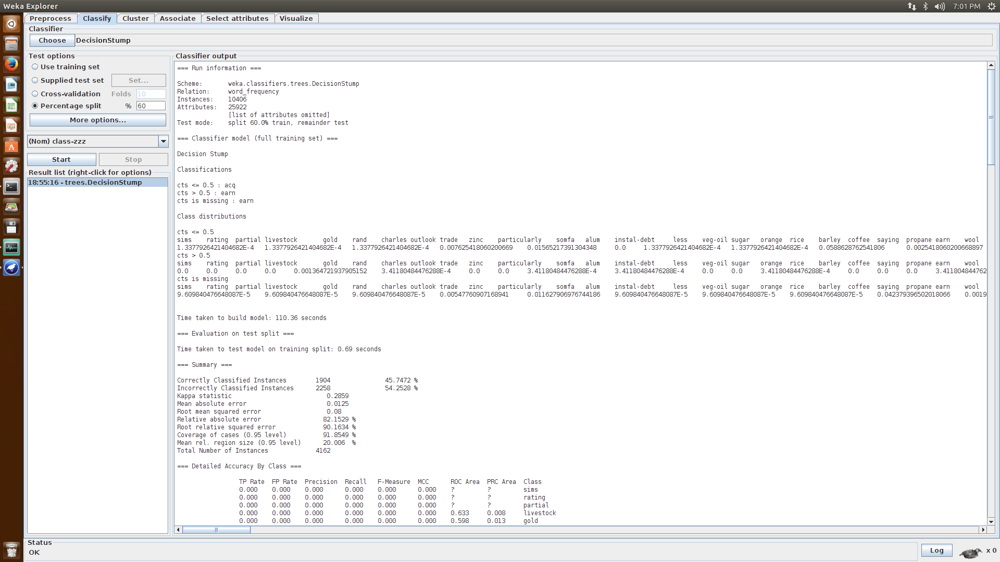 Weka Explorer
7:01 PM
Preprocess Classify Cluster Associate Select attributes Visualize
Classifier
Choose DecisionStump
Test options
Use training set
Supplied test set Set...
Cross-validation Folds 10
Percentage split % 60
More options...
(Nom) class-zzz
Start Stop
Result list (right-click for options)
18:55:16 - trees.DecisionStump
Classifier output
=== Run information ===
Scheme: weka.classifiers.trees.DecisionStump
Relation: word_frequency
Instances: 10406
Attributes: 25922
[list of attributes omitted]
Test mode: split 60.0% train, remainder test
=== Classifier model (full training set) ===
Decision Stump
Classifications
cts <= 0.5 : acq
cts > 0.5 : earn
cts is missing : earn
Class distributions
cts <= 0.5
sims rating partial livestock gold rand charles outlook trade zinc particularly somfa alum instal-debt less veg-oil sugar orange rice barley coffee saying propane earn wool
1.3377926421404682E-4 1.3377926421404682E-4 1.3377926421404682E-4 0.007625418060200669 0.01565217391304348 0.0 1.3377926421404682E-4 1.3377926421404682E-4 0.0588628762541806 0.0025418060200668897
cts > 0.5
sims rating partial livestock gold rand charles outlook trade zinc particularly somfa alum instal-debt less veg-oil sugar orange rice barley coffee saying propane earn wool
0.0 0.0 0.0 0.0 0.001364721937905152 3.41180484476288E-4 0.0 0.0 3.41180484476288E-4 3.41180484476288E-4 0.0 0.0 3.41180484476288E-4 0.0 0.0 0.0 3.411804844762
cts is missing
sims rating partial livestock gold rand charles outlook trade zinc particularly somfa alum instal-debt less veg-oil sugar orange rice barley coffee saying propane earn wool
9.609840476648087E-5 9.609840476648087E-5 9.609840476648087E-5 0.00547760907168941 0.011627906976744186 9.609840476648087E-5 9.609840476648087E-5 9.609840476648087E-5 0.042379396502018066 0.0019
Time taken to build model: 110.36 seconds
=== Evaluation on test split ===
Time taken to test model on training split: 0.69 seconds
=== Summary ===
Correctly Classified Instances 1904 45.7472 %
Incorrectly Classified Instances 2258 54.2528 %
Kappa statistic 0.2859
Mean absolute error 0.0125
Root mean squared error 0.08
Relative absolute error 82.1529 %
Root relative squared error 90.1634 %
Coverage of cases (0.95 level) 91.8549 %
Mean rel. region size (0.95 level) 20.006 %
Total Number of Instances 4162
=== Detailed Accuracy By Class ===
TP Rate FP Rate Precision Recall F-Measure MCC ROC Area PRC Area Class
0.000 0.000 0.000 0.000 0.000 0.000 ? ? sims
0.000 0.000 0.000 0.000 0.000 0.000 ? ? rating
0.000 0.000 0.000 0.000 0.000 0.000 ? ? partial
0.000 0.000 0.000 0.000 0.000 0.000 0.633 0.008 livestock
0.000 0.000 0.000 0.000 0.000 0.000 0.598 0.013 gold
Status
OK
Log x 0